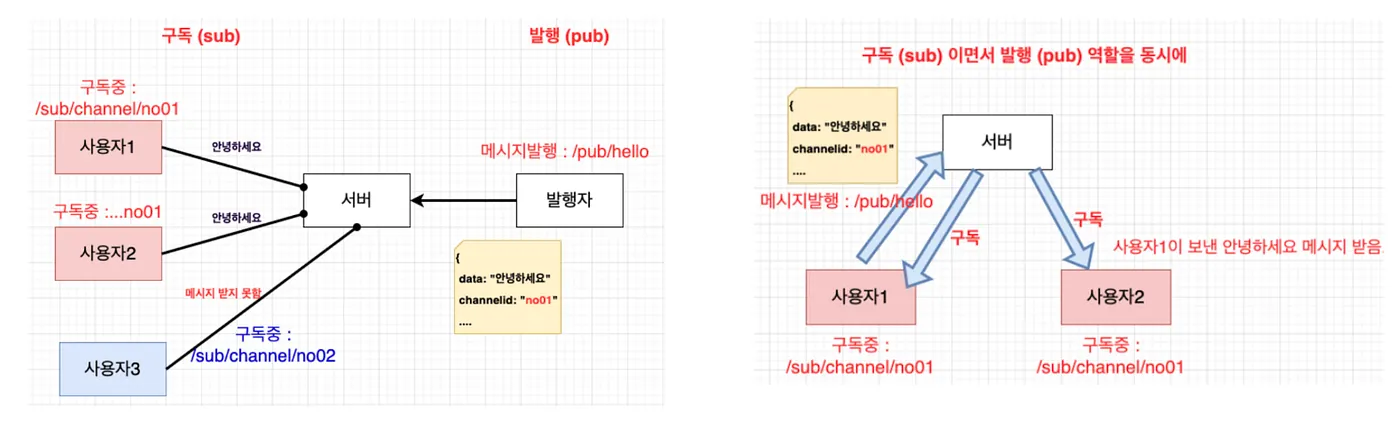 구독 (sub)
발행 (pub)
구독중 :
/sub/channel/no01
사용자1
안녕하세요
구독중 :...no01
사용자2
안녕하세요
메시지 받지 못함
구독중 :
/sub/channel/no02
사용자3
서버
메시지발행 : /pub/hello
발행자
{
data: "안녕하세요"
channelid: "no01"
....
구독 (sub) 이면서 발행 (pub) 역할을 동시에
{
data: "안녕하세요"
channelid: "no01"
....
서버
메시지발행 : /pub/hello
구독
구독
사용자1이 보낸 안녕하세요 메시지 받음.
사용자1
구독중 :
/sub/channel/no01
사용자2
구독중 :
/sub/channel/no01